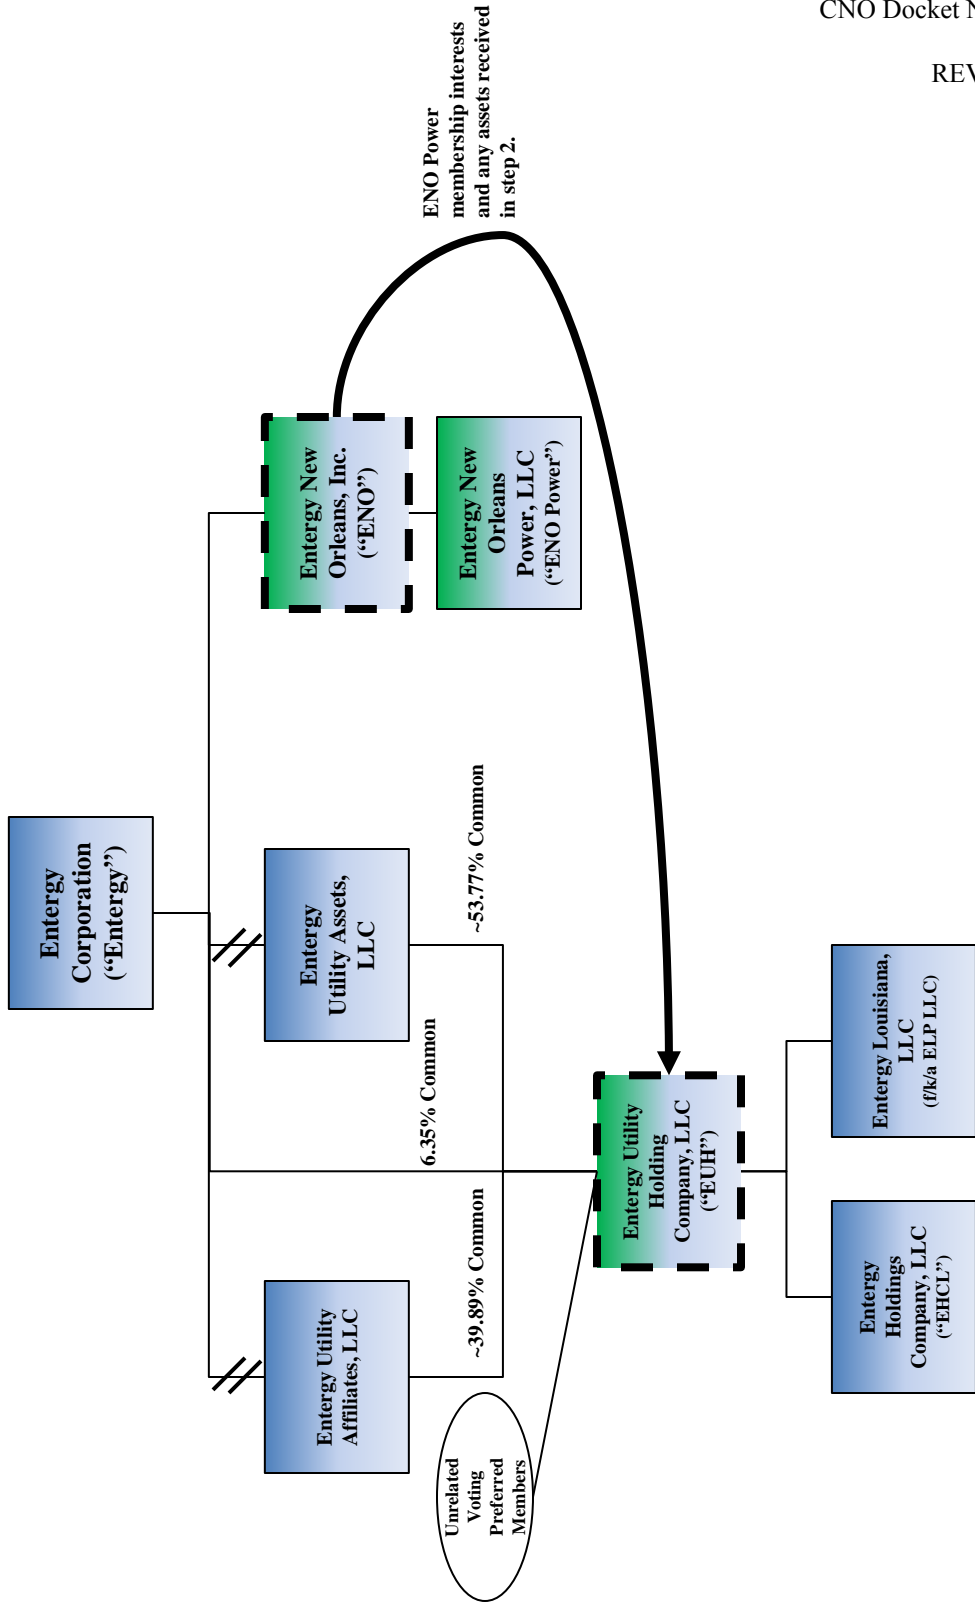 CNO Docket N
REV
Entergy
Corporation
(“Entergy”)
Entergy Utility
Affiliates, LLC
Entergy
Utility Assets,
LLC
Entergy New
Orleans, Inc.
(“ENO”)
Entergy New
Orleans
Power, LLC
(“ENO Power”)
ENO Power
membership interests
and any assets received
in step 2.
Unrelated
Voting
Preferred
Members
~39.89% Common
6.35% Common
~53.77% Common
Entergy Utility
Holding
Company, LLC
(“EUH”)
Entergy
Holdings
Company, LLC
(“EHCL”)
Entergy Louisiana,
LLC
(f/k/a ELP LLC)